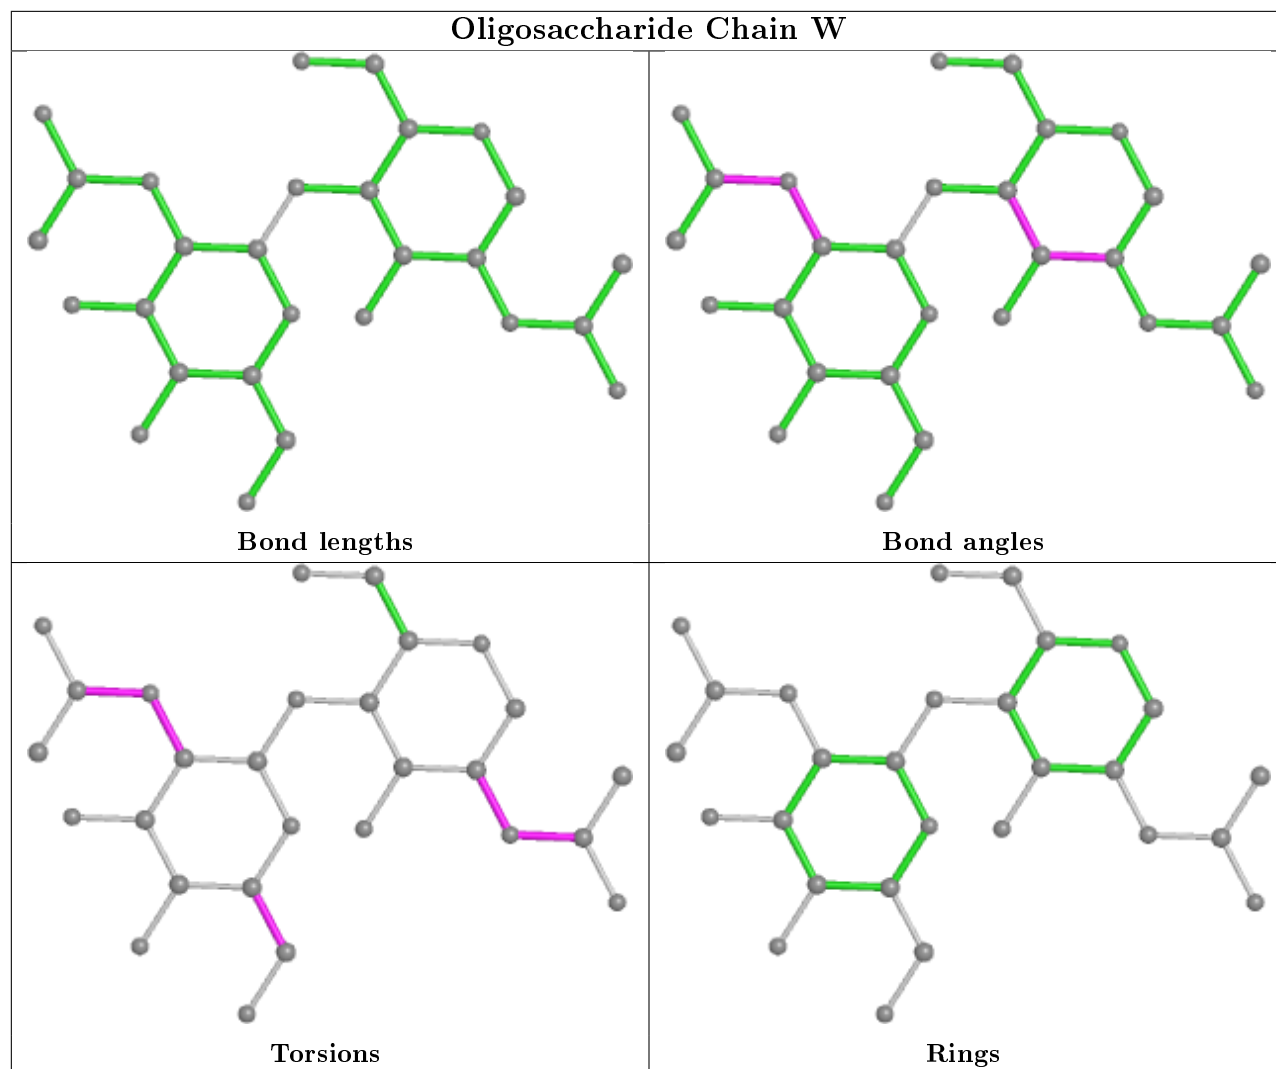 Oligosaccharide Chain W
Bond lengths
Bond angles
Torsions
Rings